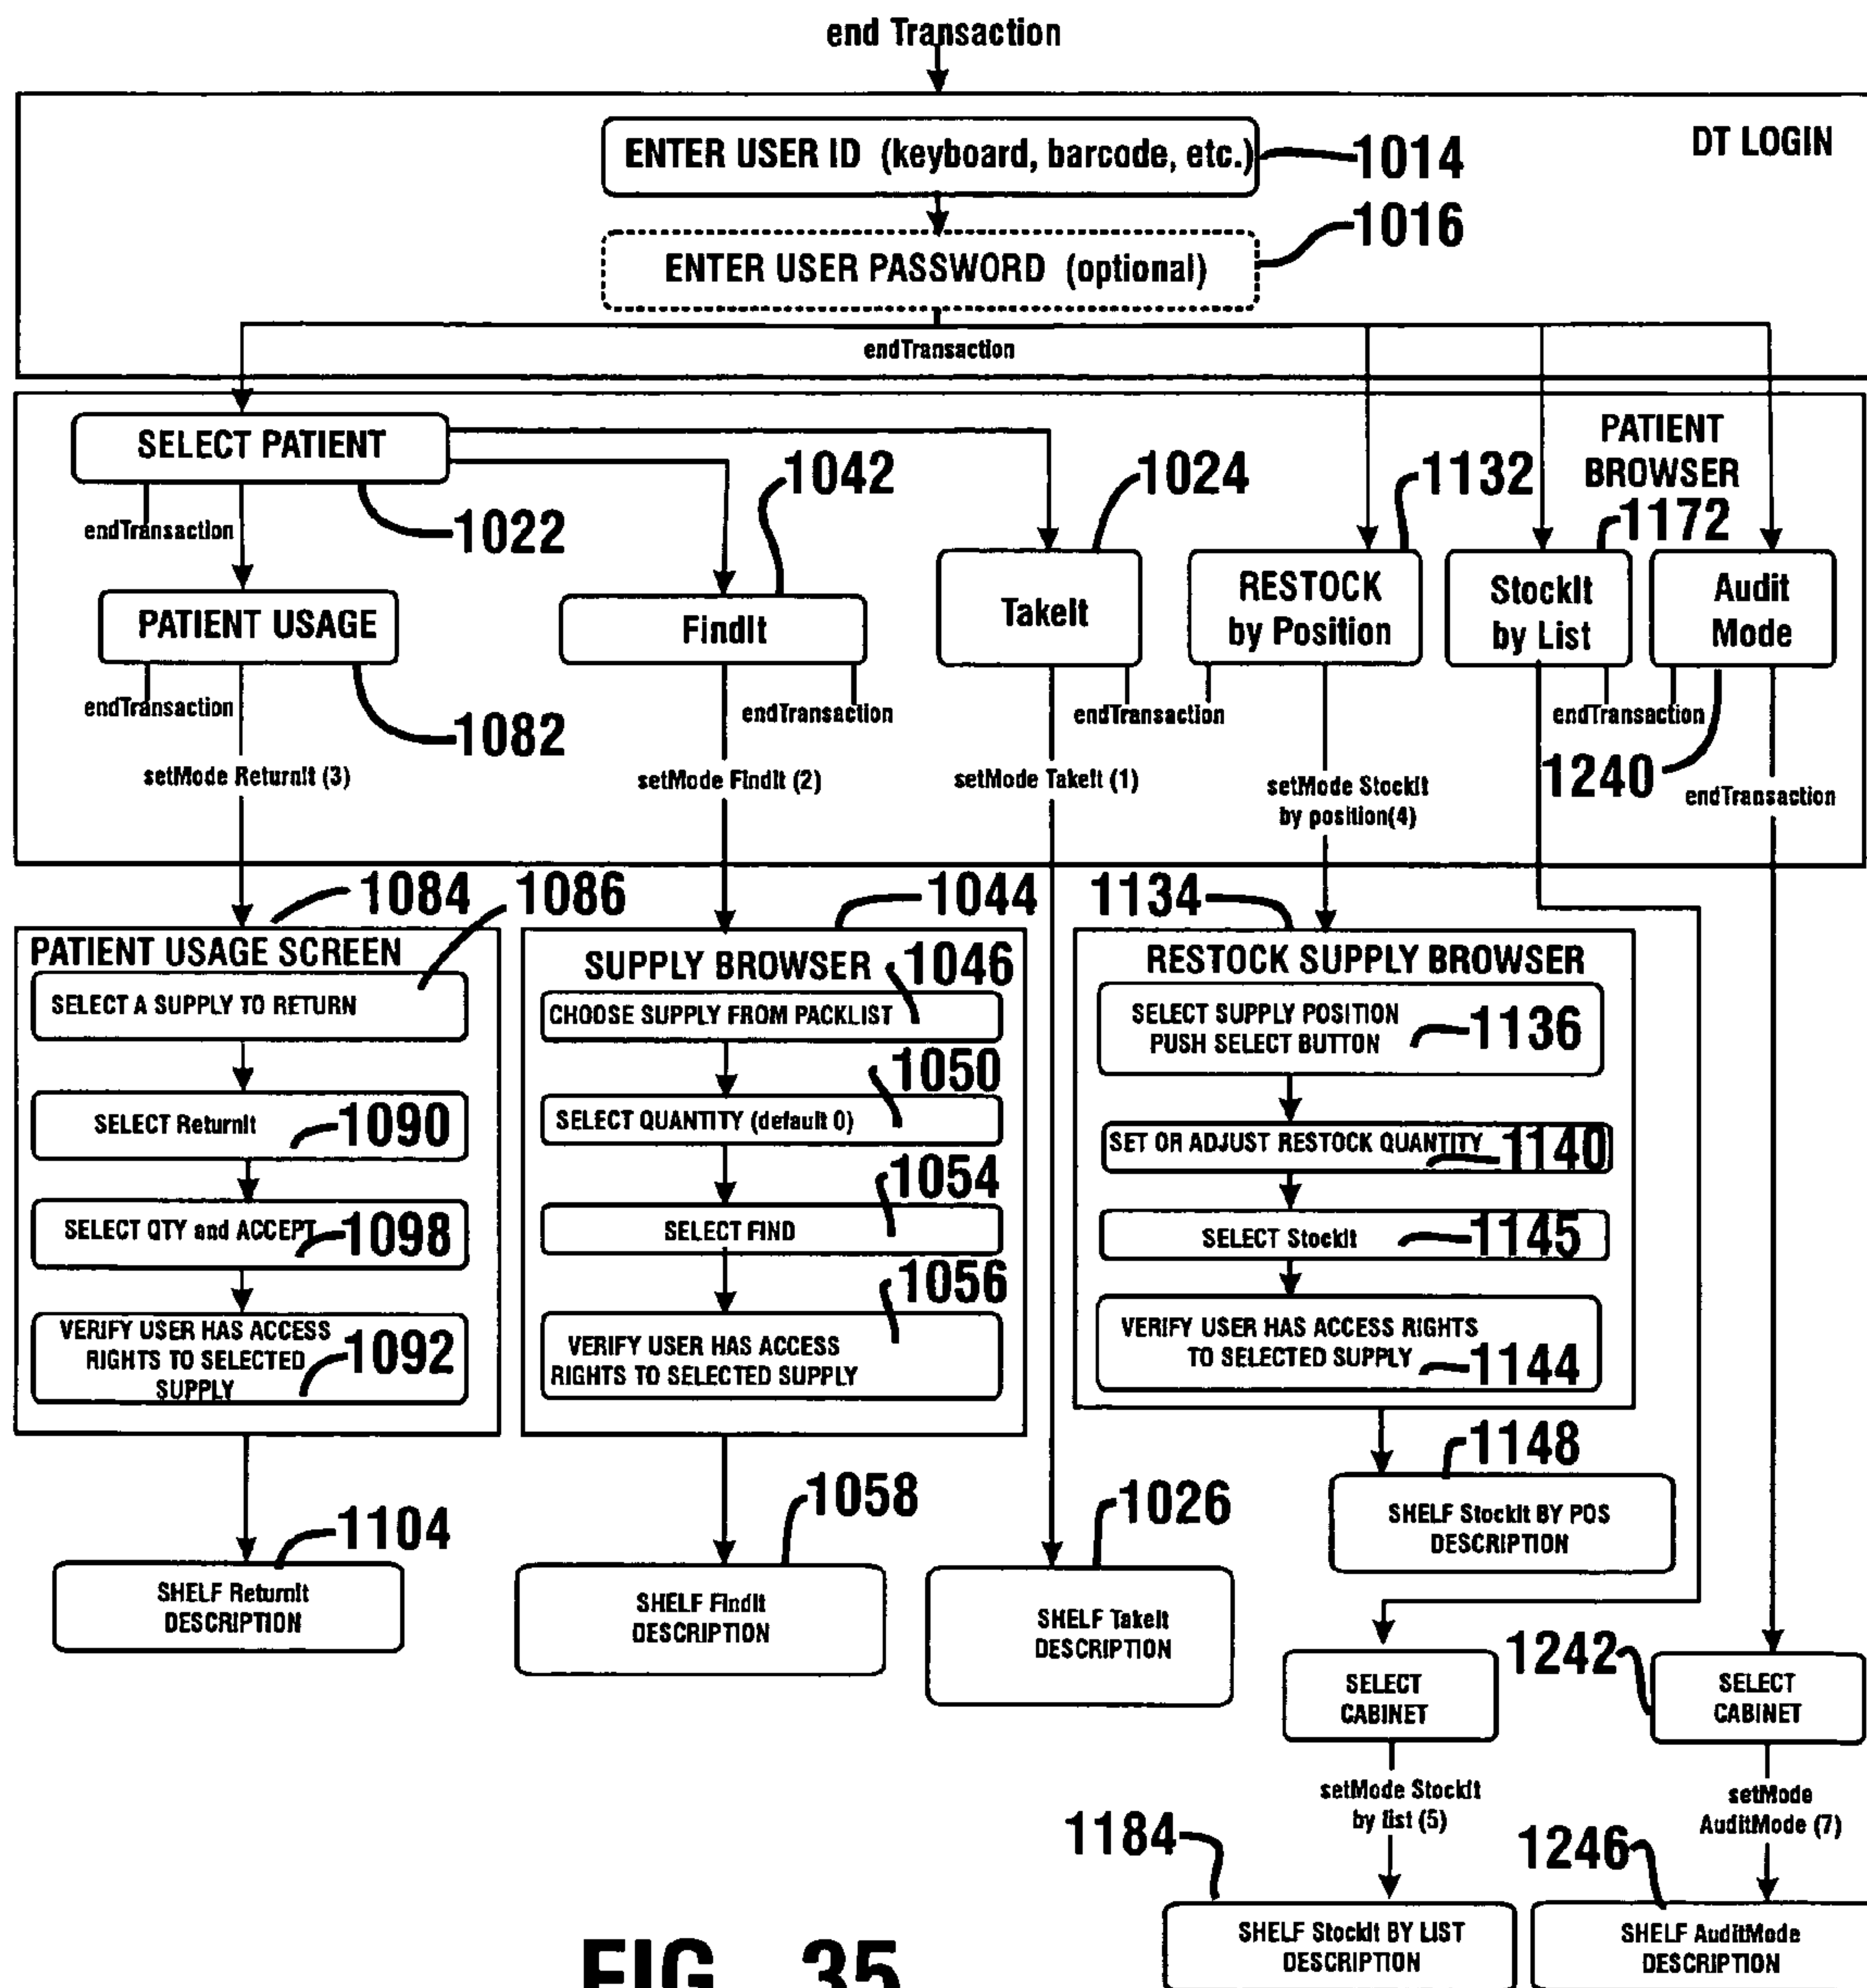 end Transaction
DT LOGIN
ENTER USER ID (keyboard, barcode, etc.)
1014
1016
ENTER USER PASSWORD (optional)
endTransaction
PATIENT
BROWSER
SELECT PATIENT
1022
endTransaction
1042
1024
1132
1172
PATIENT USAGE
1082
endTransaction
FindIt
endTransaction
TakeIt
endTransaction
RESTOCK
by Position
StockIt
by List
endTransaction
Audit
Mode
1240
endTransaction
setMode ReturnIt (3)
setMode FindIt (2)
setMode TakeIt (1)
setMode StockIt
by position(4)
1084
1086
PATIENT USAGE SCREEN
SELECT A SUPPLY TO RETURN
SELECT ReturnIt
1090
SELECT QTY and ACCEPT
1098
VERIFY USER HAS ACCESS
RIGHTS TO SELECTED
SUPPLY
1092
1104
SHELF ReturnIt
DESCRIPTION
1044
SUPPLY BROWSER
1046
CHOOSE SUPPLY FROM PACKLIST
1050
SELECT QUANTITY (default 0)
1054
SELECT FIND
1056
VERIFY USER HAS ACCESS
RIGHTS TO SELECTED SUPPLY
1058
SHELF FindIt
DESCRIPTION
1026
SHELF TakeIt
DESCRIPTION
1134
RESTOCK SUPPLY BROWSER
SELECT SUPPLY POSITION
PUSH SELECT BUTTON
1136
SET OR ADJUST RESTOCK QUANTITY
1140
SELECT StockIt
1145
VERIFY USER HAS ACCESS RIGHTS
TO SELECTED SUPPLY
1144
1148
SHELF StockIt BY POS
DESCRIPTION
SELECT
CABINET
setMode StockIt
by list (5)
1184
SHELF StockIt BY LIST
DESCRIPTION
1242
SELECT
CABINET
setMode
AuditMode (7)
1246
SHELF AuditMode
DESCRIPTION
FIG 35